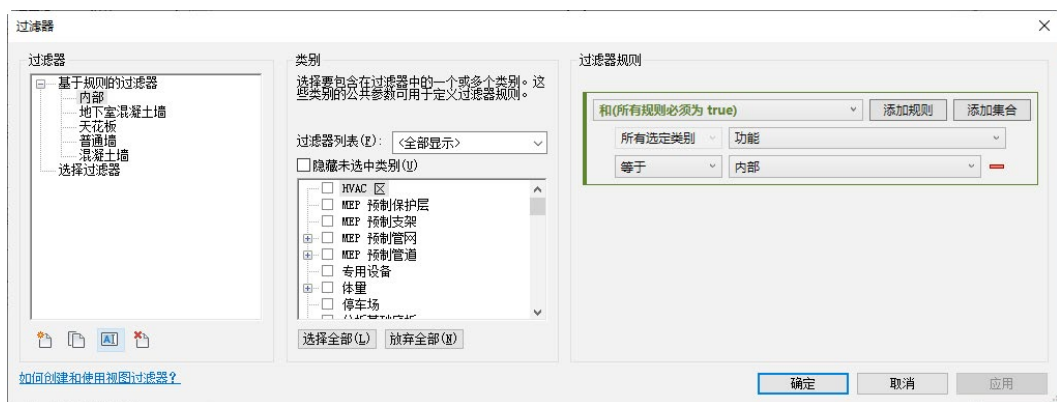 过滤器
过滤器
基于规则的过滤器
内部
地下室混凝土墙
天花板
普通墙
混凝土墙
选择过滤器
如何创建和使用视图过滤器?
类别
选择要包含在过滤器中的一个或多个类别。这
些类别的公共参数可用于定义过滤器规则。
过滤器列表(F): <全部显示>
隐藏未选中类别(U)
HVAC 区
MEP 预制保护层
MEP 预制支架
MEP 预制管网
MEP 预制管道
专用设备
体量
停车场
选择全部(L) 放弃全部(N)
过滤器规则
和(所有规则必须为 true) 添加规则 添加集合
所有选定类别 功能
等于 内部
确定 取消 应用